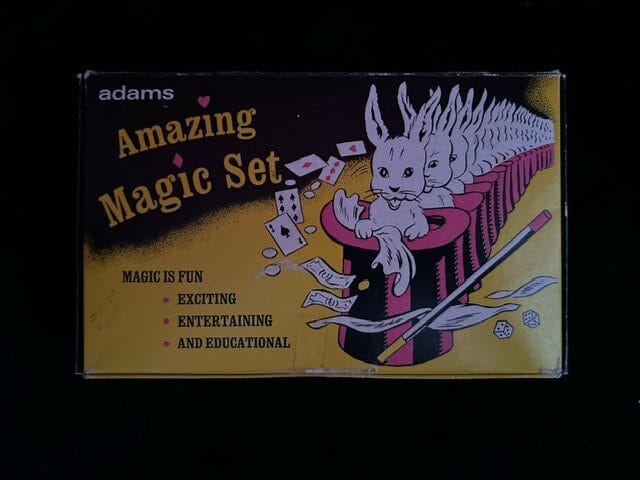 adams
Amazing
Magic Set
MAGIC IS FUN
EXCITING
ENTERTAINING
AND EDUCATIONAL